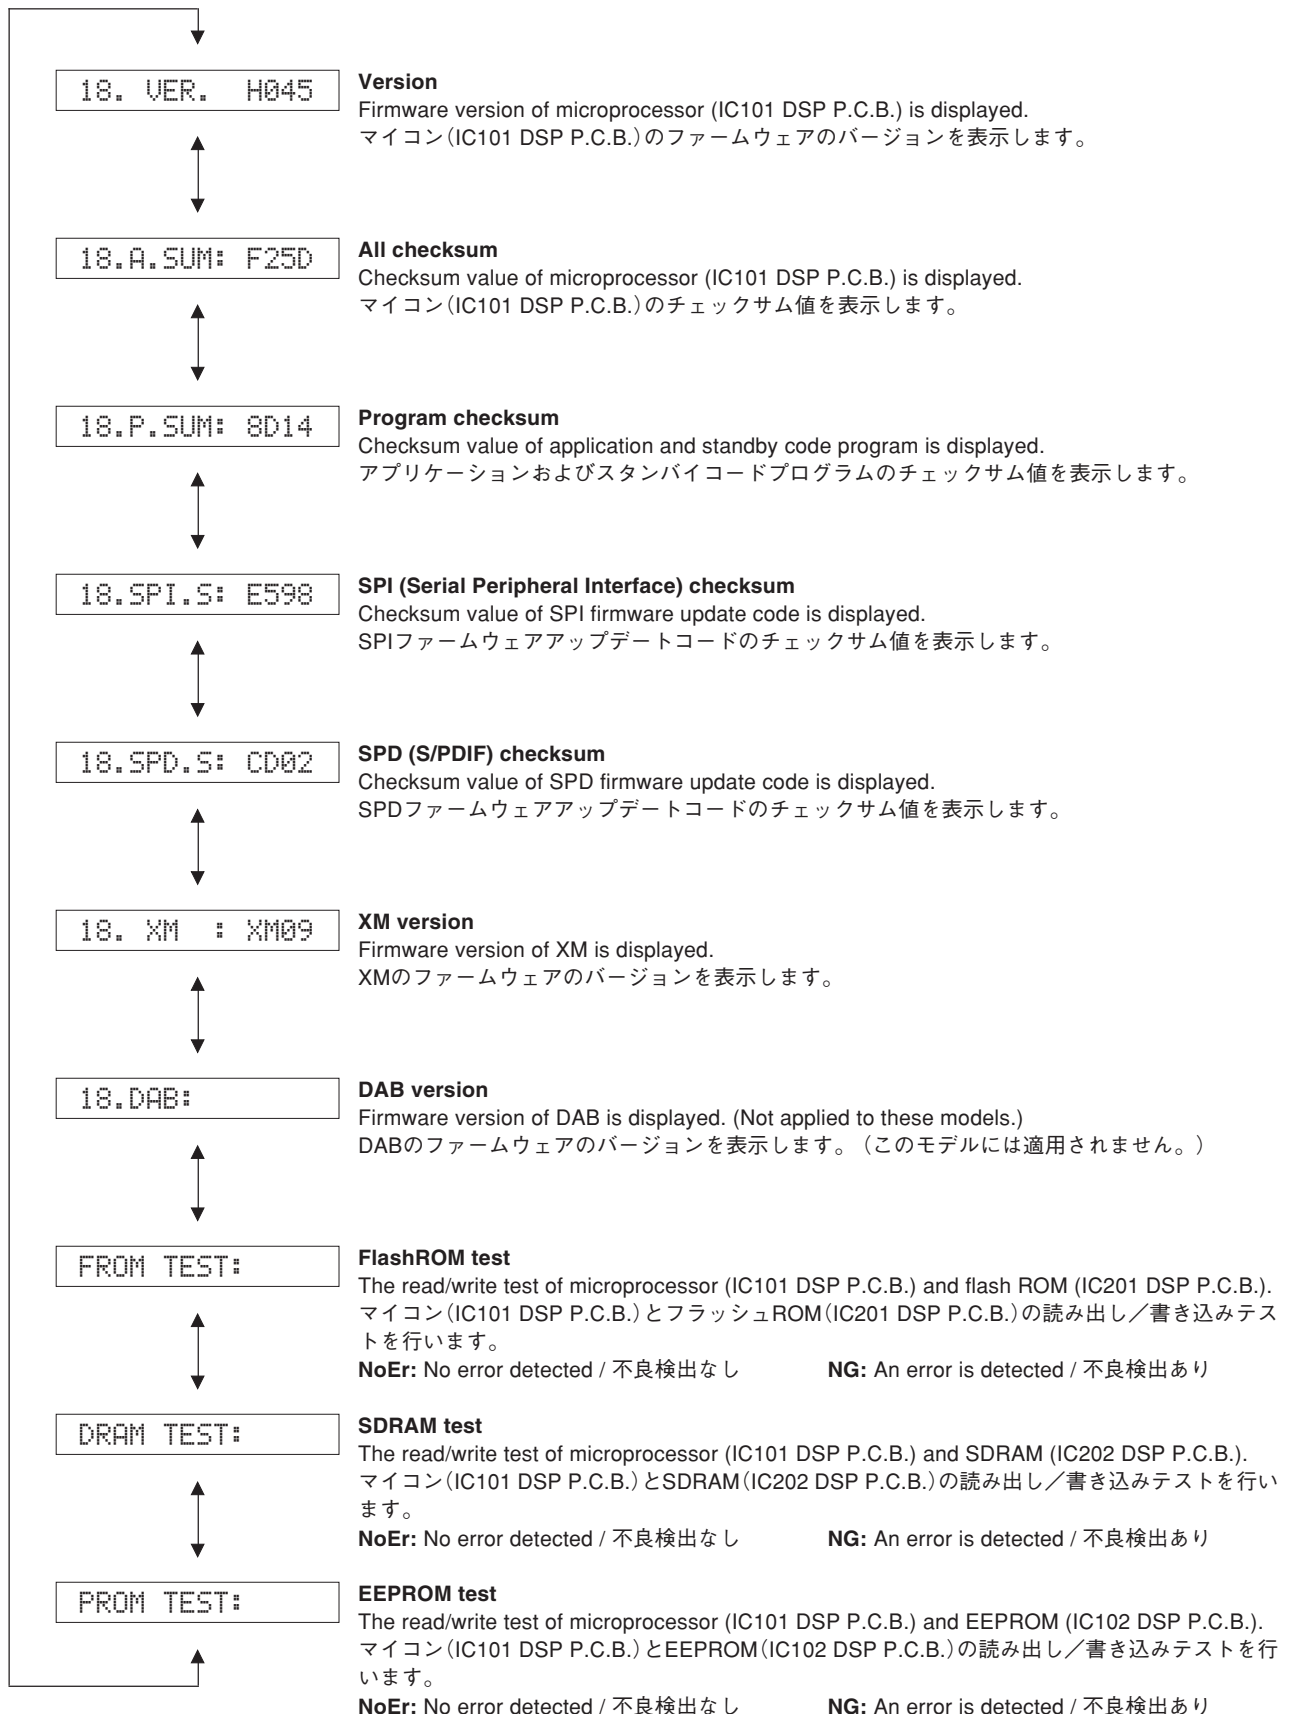 18. VER. H045
Version
Firmware version of microprocessor (IC101 DSP P.C.B.) is displayed.
マイコン（IC101 DSP P.C.B.）のファームウェアのバージョンを表示します。
18.A.SUM: F25D
All checksum
Checksum value of microprocessor (IC101 DSP P.C.B.) is displayed.
マイコン（IC101 DSP P.C.B.）のチェックサム値を表示します。
18.P.SUM: 8D14
Program checksum
Checksum value of application and standby code program is displayed.
アプリケーションおよびスタンバイコードプログラムのチェックサム値を表示します。
18.SPI.S: E598
SPI (Serial Peripheral Interface) checksum
Checksum value of SPI firmware update code is displayed.
SPIファームウェアアップデートコードのチェックサム値を表示します。
18.SPD.S: CD02
SPD (S/PDIF) checksum
Checksum value of SPD firmware update code is displayed.
SPDファームウェアアップデートコードのチェックサム値を表示します。
18. XM : XM09
XM version
Firmware version of XM is displayed.
XMのファームウェアのバージョンを表示します。
18.DAB:
DAB version
Firmware version of DAB is displayed. (Not applied to these models.)
DABのファームウェアのバージョンを表示します。（このモデルには適用されません。）
FROM TEST:
FlashROM test
The read/write test of microprocessor (IC101 DSP P.C.B.) and flash ROM (IC201 DSP P.C.B.).
マイコン（IC101 DSP P.C.B.）とフラッシュROM（IC201 DSP P.C.B.）の読み出し／書き込みテス
トを行います。
NoEr: No error detected / 不良検出なし NG: An error is detected / 不良検出あり
DRAM TEST:
SDRAM test
The read/write test of microprocessor (IC101 DSP P.C.B.) and SDRAM (IC202 DSP P.C.B.).
マイコン（IC101 DSP P.C.B.）とSDRAM（IC202 DSP P.C.B.）の読み出し／書き込みテストを行い
ます。
NoEr: No error detected / 不良検出なし NG: An error is detected / 不良検出あり
PROM TEST:
EEPROM test
The read/write test of microprocessor (IC101 DSP P.C.B.) and EEPROM (IC102 DSP P.C.B.).
マイコン（IC101 DSP P.C.B.）とEEPROM（IC102 DSP P.C.B.）の読み出し／書き込みテストを行
います。
NoEr: No error detected / 不良検出なし NG: An error is detected / 不良検出あり